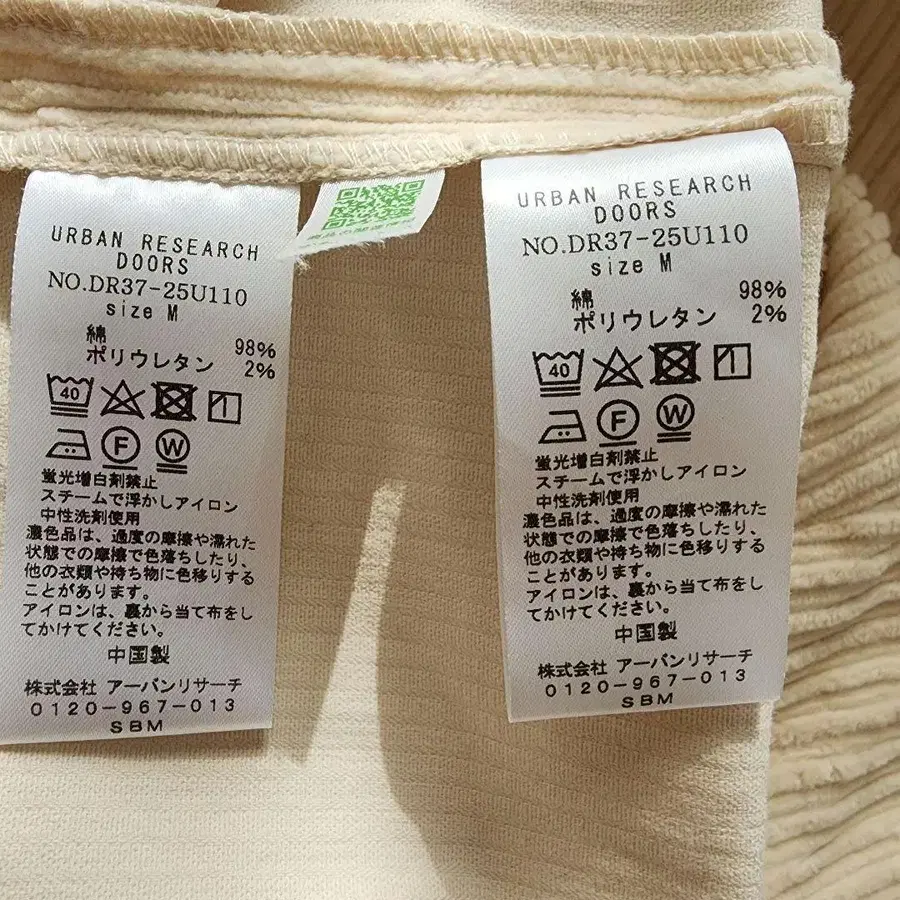 URBAN RESEARCH
DOORS
NO.DR37-25U110
size M
綿 98%
ポリウレタン 2%
40
F
W
蛍光増白剤禁止
スチームで浮かしアイロン
中性洗剤使用
濃色品は、過度の摩擦や濡れた
状態での摩擦で色落ちしたり、
他の衣類や持ち物に色移りする
ことがあります。
アイロンは、裏から当て布をし
てかけてください。
中国製
株式会社 アーバンリサーチ
0120-967-013
SBM
URBAN RESEARCH
DOORS
NO.DR37-25U110
size M
綿 98%
ポリウレタン 2%
40
F
W
蛍光増白剤禁止
スチームで浮かしアイロン
中性洗剤使用
濃色品は、過度の摩擦や濡れた
状態での摩擦で色落ちしたり、
他の衣類や持ち物に色移りする
ことがあります。
アイロンは、裏から当て布をし
てかけてください。
中国製
株式会社 アーバンリサーチ
0120-967-013
SBM